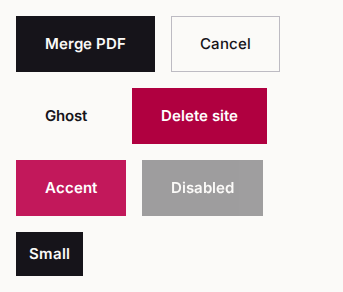 Merge PDF
Cancel
Ghost
Delete site
Accent
Disabled
Small